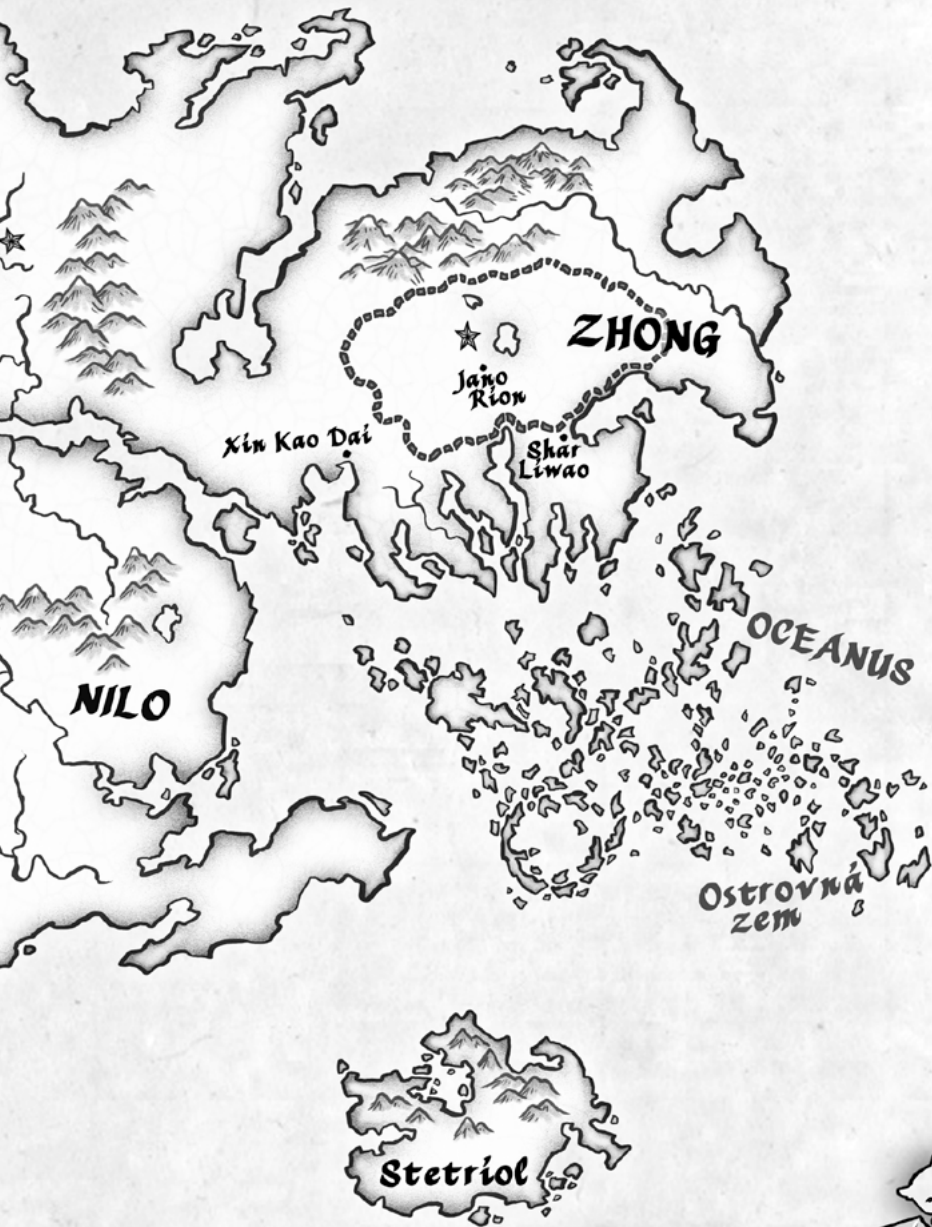 ZHONG
Jano
Rion
Xin Kao Dai
Shar
Liwao
OCEANUS
NILO
Ostrovná
zem
Stetriol